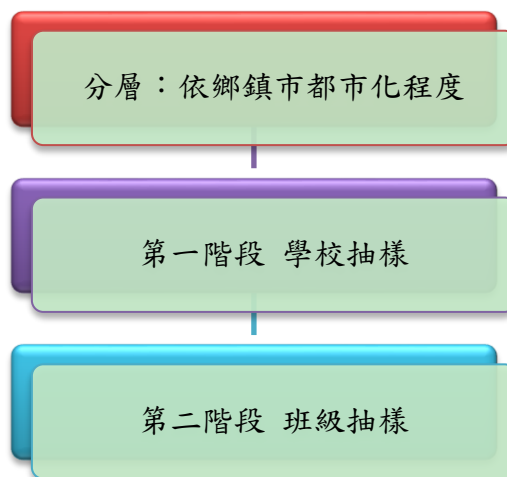 分層：依鄉鎮市都市化程度
第一階段 學校抽樣
第二階段 班級抽樣